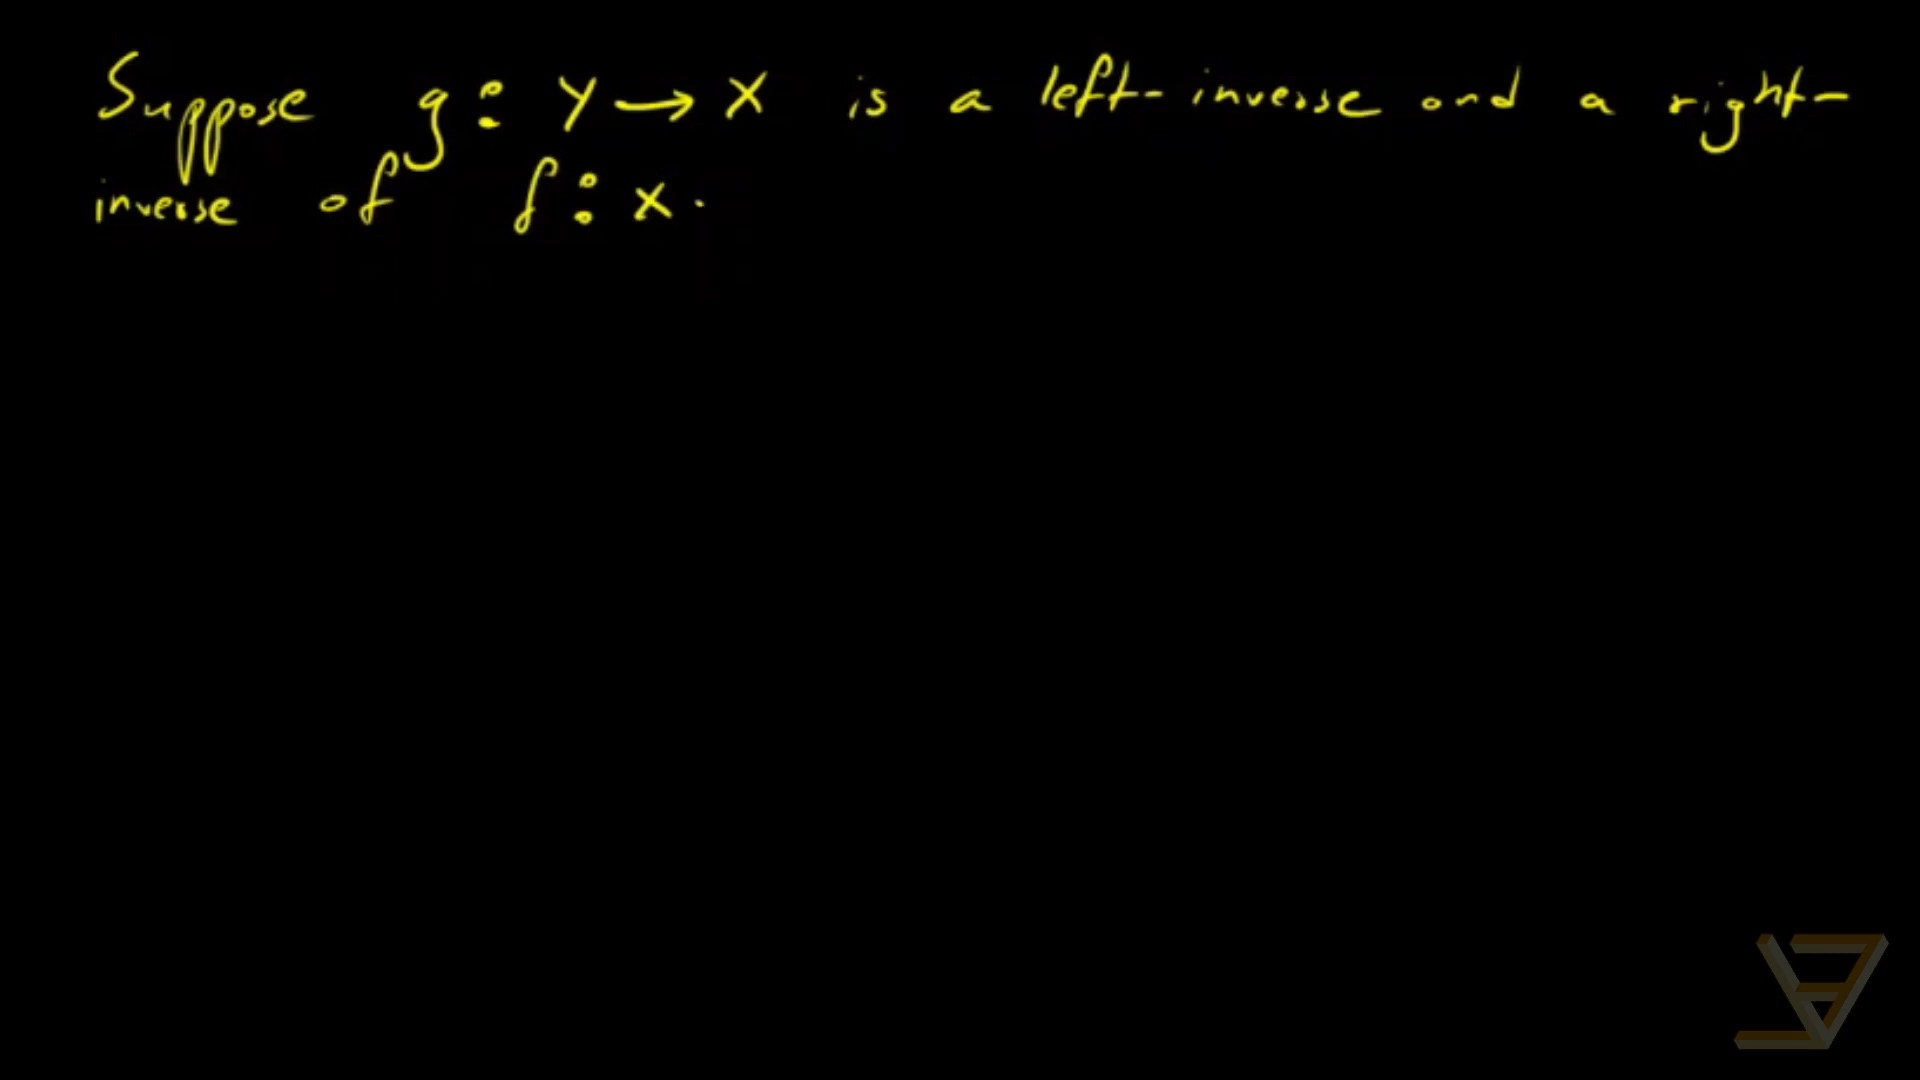 Suppose g: Y → X is a left-inverse and a right-
inverse of f: X.